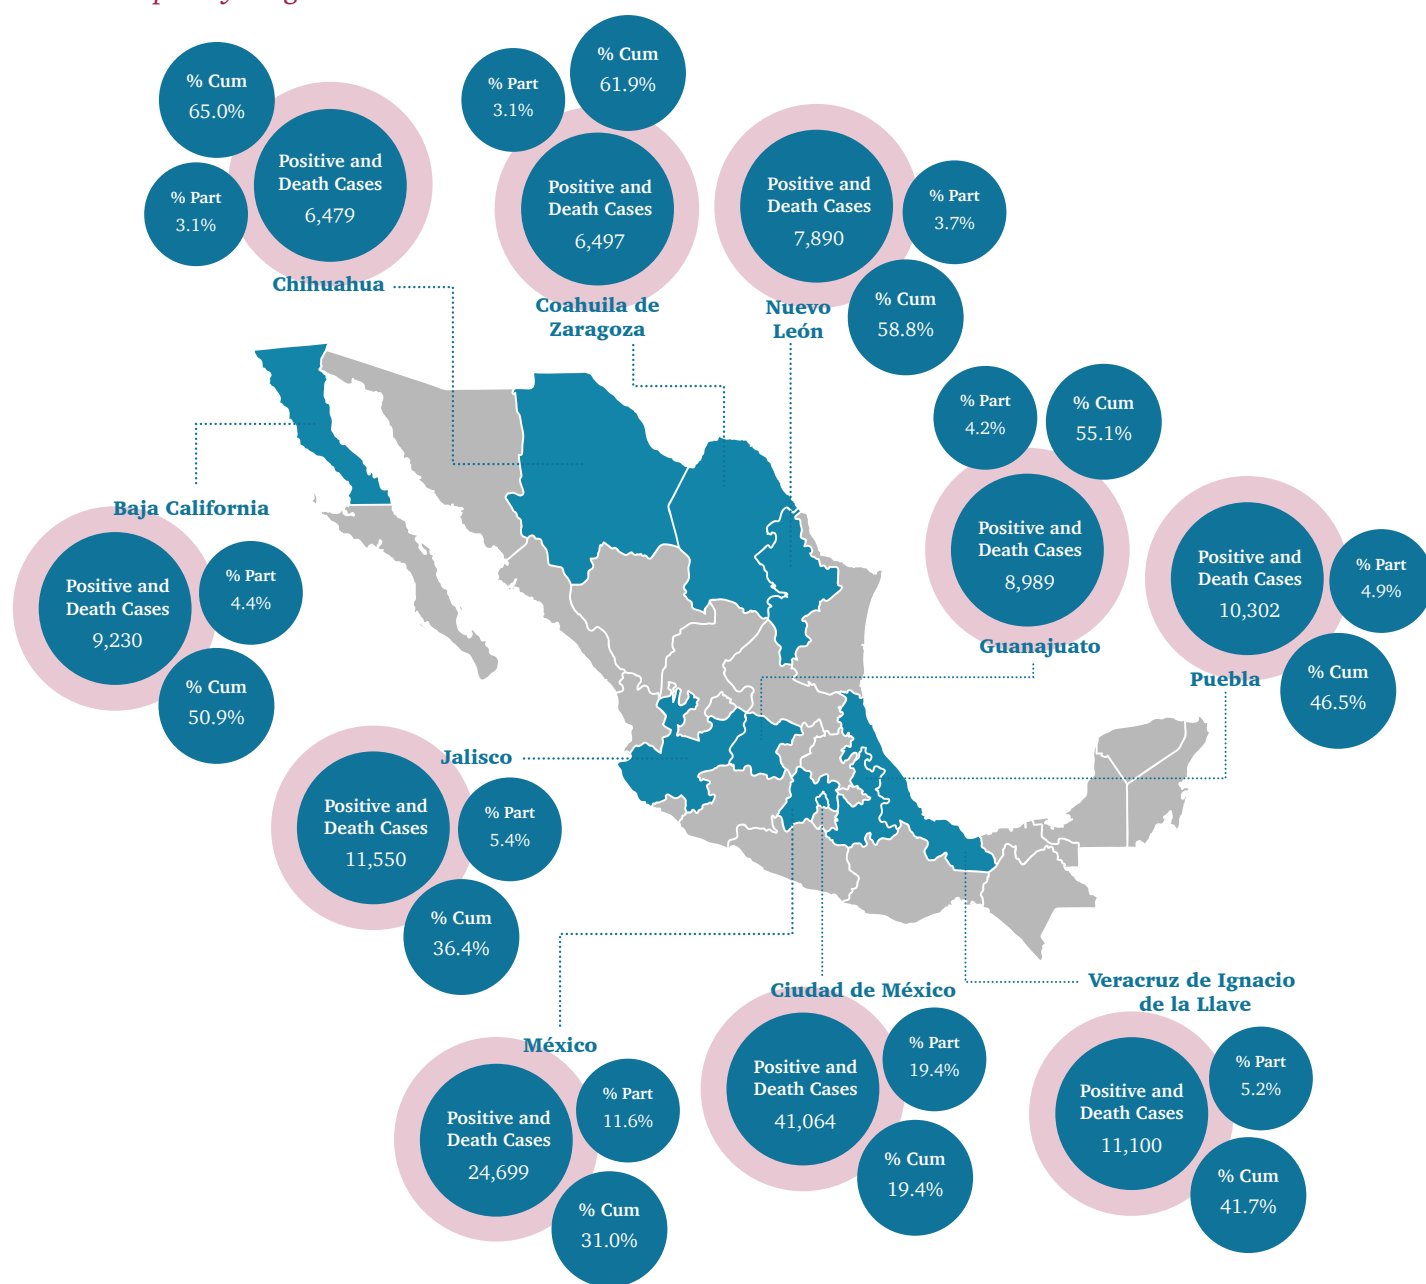 % Cum
65.0%
% Part
3.1%
Positive and
Death Cases
6,479
Chihuahua
% Part
3.1%
% Cum
61.9%
Positive and
Death Cases
6,497
Coahuila de
Zaragoza
Positive and
Death Cases
7,890
% Part
3.7%
% Cum
58.8%
Nuevo
León
% Part
4.2%
% Cum
55.1%
Positive and
Death Cases
8,989
Guanajuato
Positive and
Death Cases
10,302
% Part
4.9%
% Cum
46.5%
Puebla
Baja California
Positive and
Death Cases
9,230
% Part
4.4%
% Cum
50.9%
Jalisco
Positive and
Death Cases
11,550
% Part
5.4%
% Cum
36.4%
México
Positive and
Death Cases
24,699
% Part
11.6%
% Cum
31.0%
Ciudad de México
Positive and
Death Cases
41,064
% Part
19.4%
% Cum
19.4%
Veracruz de Ignacio
de la Llave
Positive and
Death Cases
11,100
% Part
5.2%
% Cum
41.7%